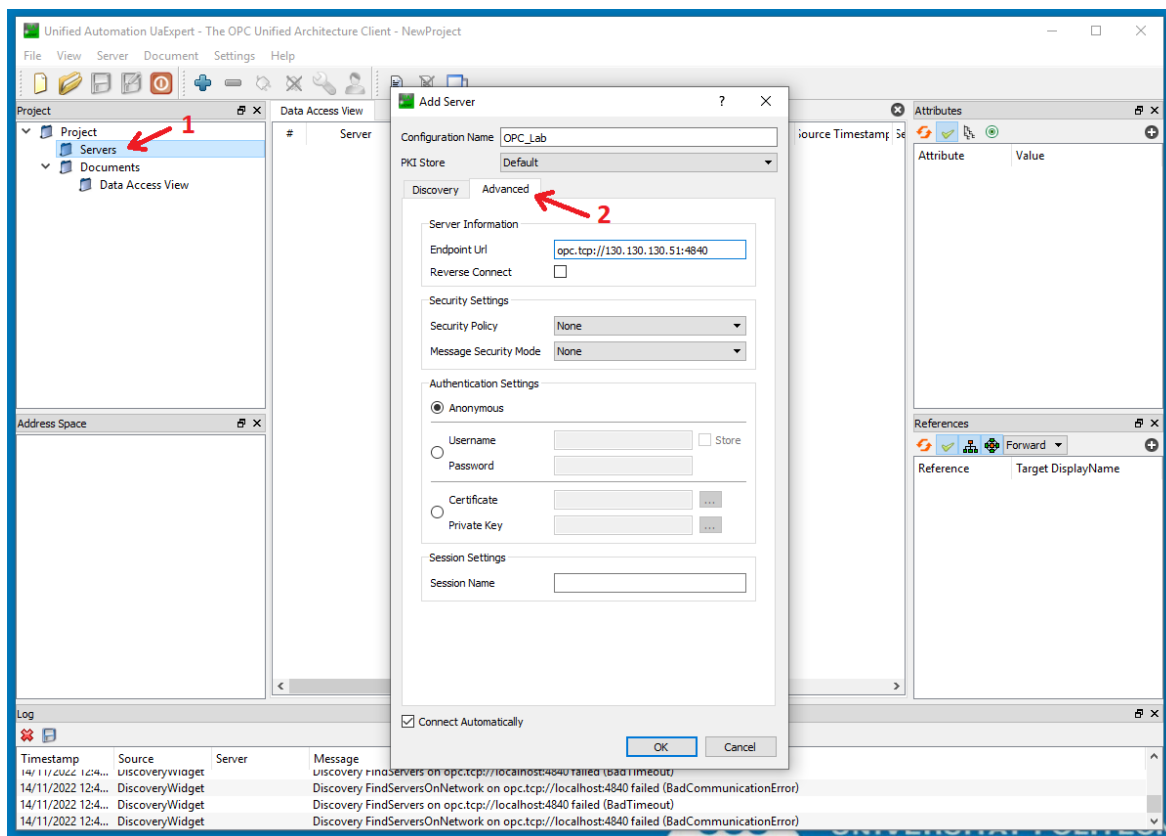 Unified Automation UaExpert - The OPC Unified Architecture Client - NewProject
File View Server Document Settings Help
Project
Project
Servers
Documents
Data Access View
1
Data Access View
# Server
Source Timestamp
Add Server ?
Configuration Name OPC_Lab
PKI Store Default
Discovery Advanced
2
Server Information
Endpoint Url opc.tcp://130.130.130.51:4840
Reverse Connect
Security Settings
Security Policy None
Message Security Mode None
Authentication Settings
Anonymous
Username Store
Password
Certificate ...
Private Key ...
Session Settings
Session Name
Connect Automatically
OK Cancel
Attributes
Attribute Value
Address Space
References
Forward
Reference Target DisplayName
Log
Timestamp Source Server Message
14/11/2022 12:4... DiscoveryWidget Discovery FindServers on opc.tcp://localhost:4840 failed (BadTimeout)
14/11/2022 12:4... DiscoveryWidget Discovery FindServersOnNetwork on opc.tcp://localhost:4840 failed (BadCommunicationError)
14/11/2022 12:4... DiscoveryWidget Discovery FindServers on opc.tcp://localhost:4840 failed (BadTimeout)
14/11/2022 12:4... DiscoveryWidget Discovery FindServersOnNetwork on opc.tcp://localhost:4840 failed (BadCommunicationError)